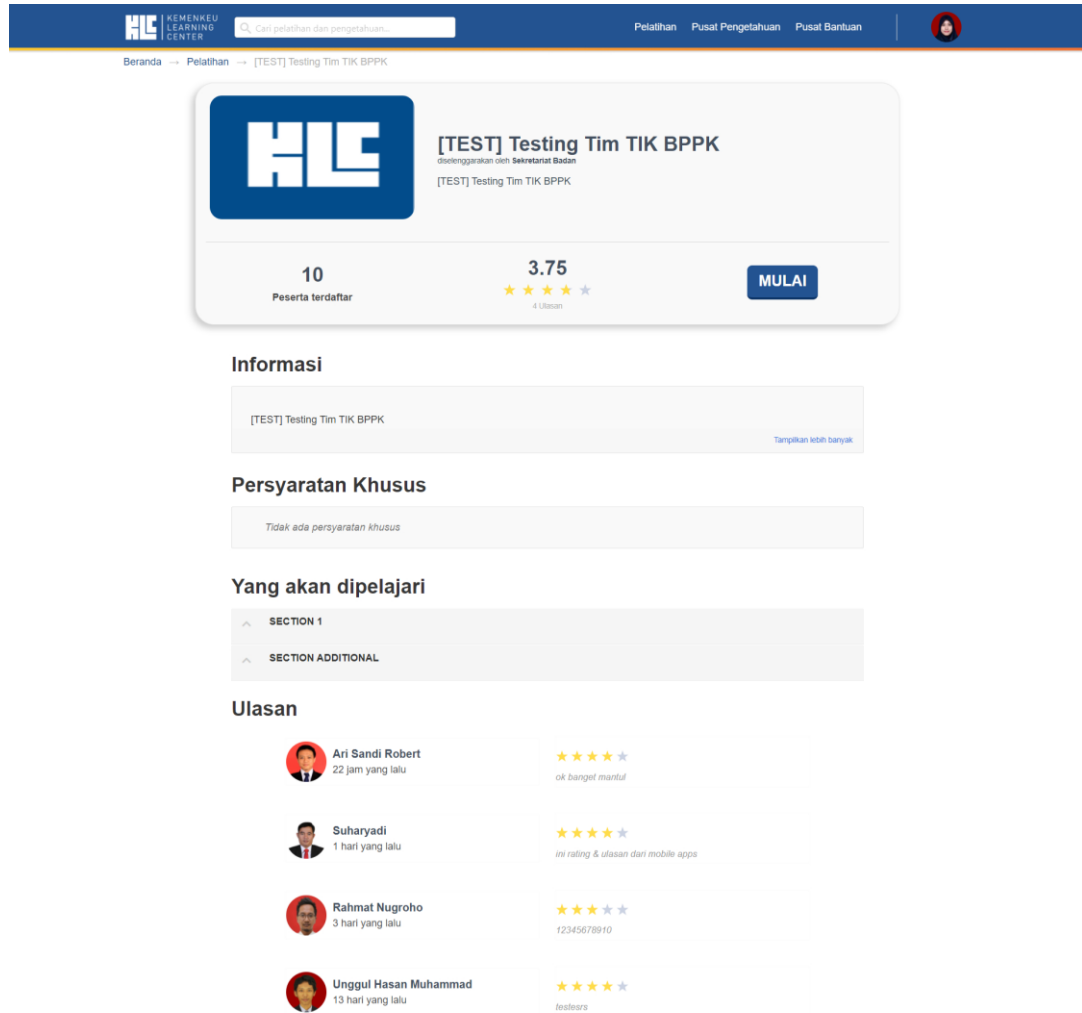 KEMENKEU
LEARNING
CENTER
Cari pelatihan dan pengetahuan...
Pelatihan Pusat Pengetahuan Pusat Bantuan
Beranda → Pelatihan → [TEST] Testing Tim TIK BPPK
HLC
[TEST] Testing Tim TIK BPPK
diselenggarakan oleh Sekretariat Badan
[TEST] Testing Tim TIK BPPK
10
Peserta terdaftar
3.75
4 Ulasan
MULAI
Informasi
[TEST] Testing Tim TIK BPPK
Tampilkan lebih banyak
Persyaratan Khusus
Tidak ada persyaratan khusus
Yang akan dipelajari
SECTION 1
SECTION ADDITIONAL
Ulasan
Ari Sandi Robert
22 jam yang lalu
ok banget mantul
Suharyadi
1 hari yang lalu
ini rating & ulasan dari mobile apps
Rahmat Nugroho
3 hari yang lalu
12345678910
Unggul Hasan Muhammad
13 hari yang lalu
testesrs